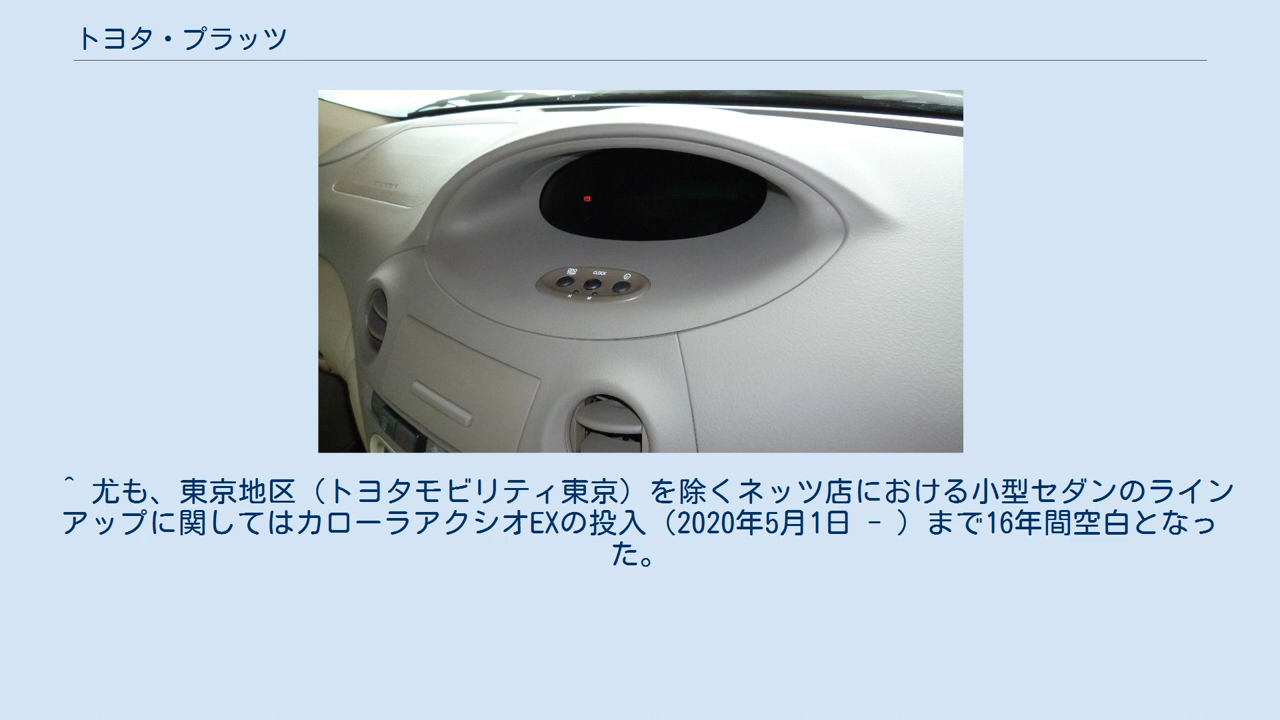 トヨタ・プラッツ
CLOCK
^ 尤も、東京地区（トヨタモビリティ東京）を除くネッツ店における小型セダンのライン
アップに関してはカローラアクシオEXの投入（2020年5月1日 - ）まで16年間空白となっ
た。